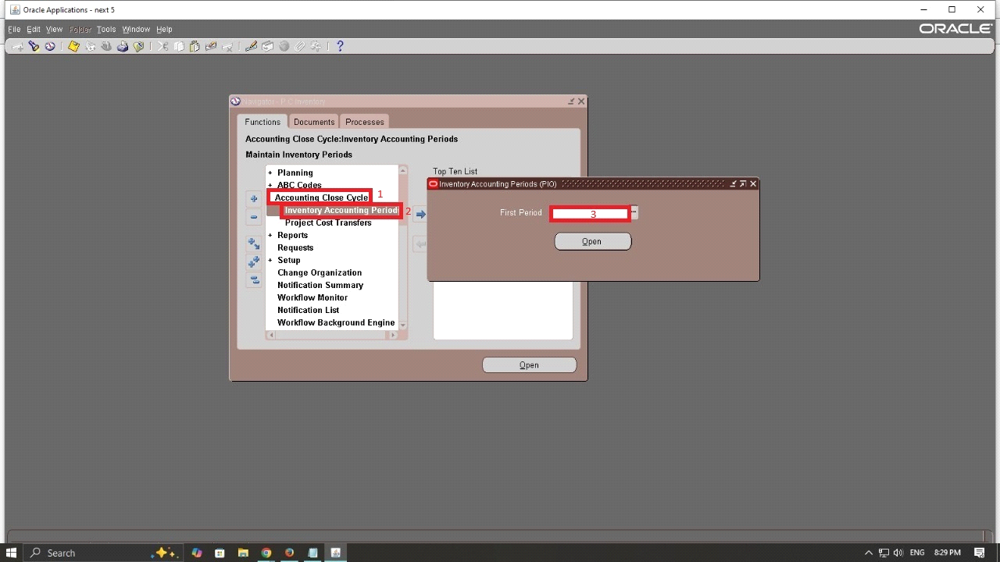 Oracle Applications - next 5
File Edit View Folder Tools Window Help
ORACLE
Navigator - P.C Inventory
Functions Documents Processes
Accounting Close Cycle:Inventory Accounting Periods
Maintain Inventory Periods
+ Planning
+ ABC Codes
Accounting Close Cycle 1
Inventory Accounting Periods 2
Project Cost Transfers
+ Reports
Requests
+ Setup
Change Organization
Notification Summary
Workflow Monitor
Notification List
Workflow Background Engine
Top Ten List
Open
Inventory Accounting Periods (PIO)
First Period 3
Open
Search
ENG 8:29 PM